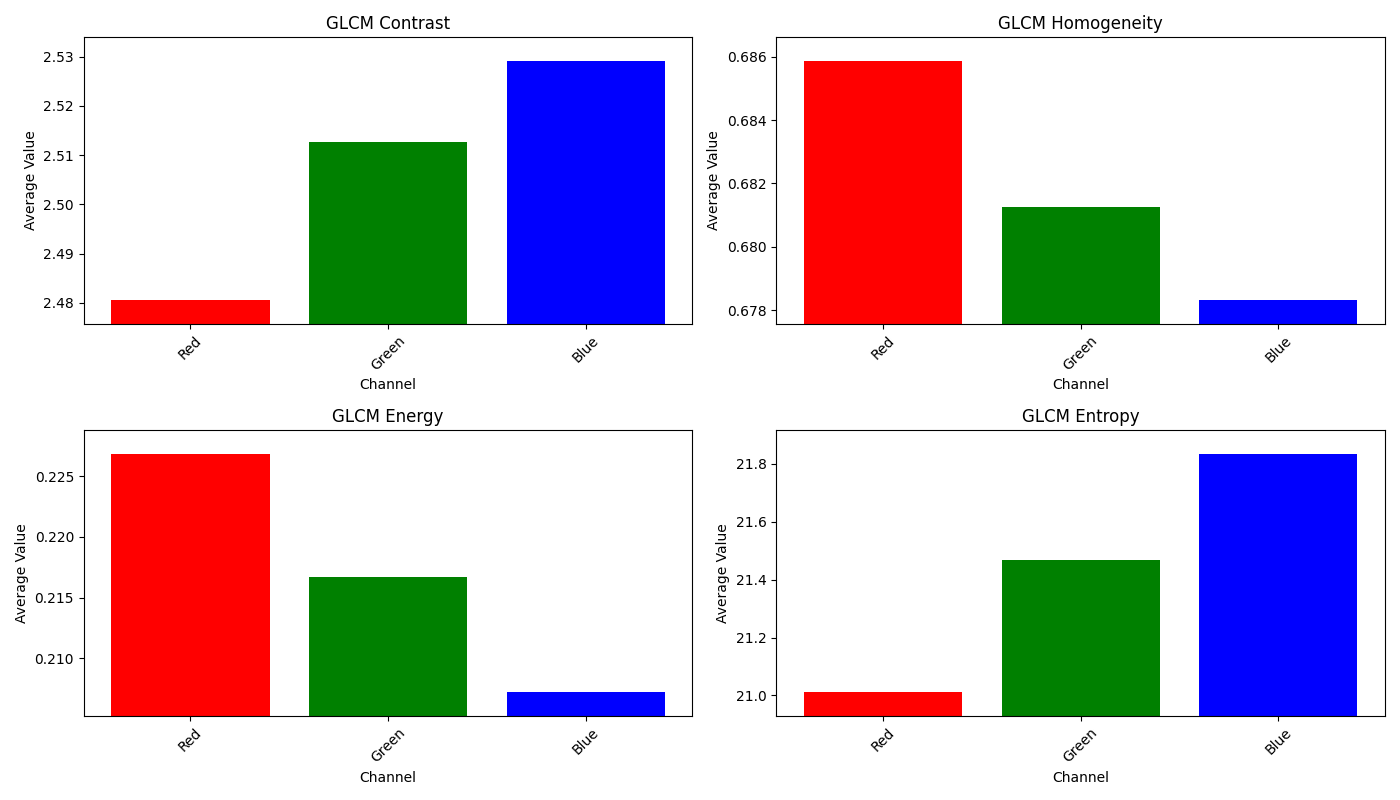 GLCM Contrast
2.53
2.52
2.51
2.50
2.49
2.48
Average Value
Red
Green
Blue
Channel
GLCM Homogeneity
0.686
0.684
0.682
0.680
0.678
Average Value
Red
Green
Blue
Channel
GLCM Energy
0.225
0.220
0.215
0.210
Average Value
Red
Green
Blue
Channel
GLCM Entropy
21.8
21.6
21.4
21.2
21.0
Average Value
Red
Green
Blue
Channel